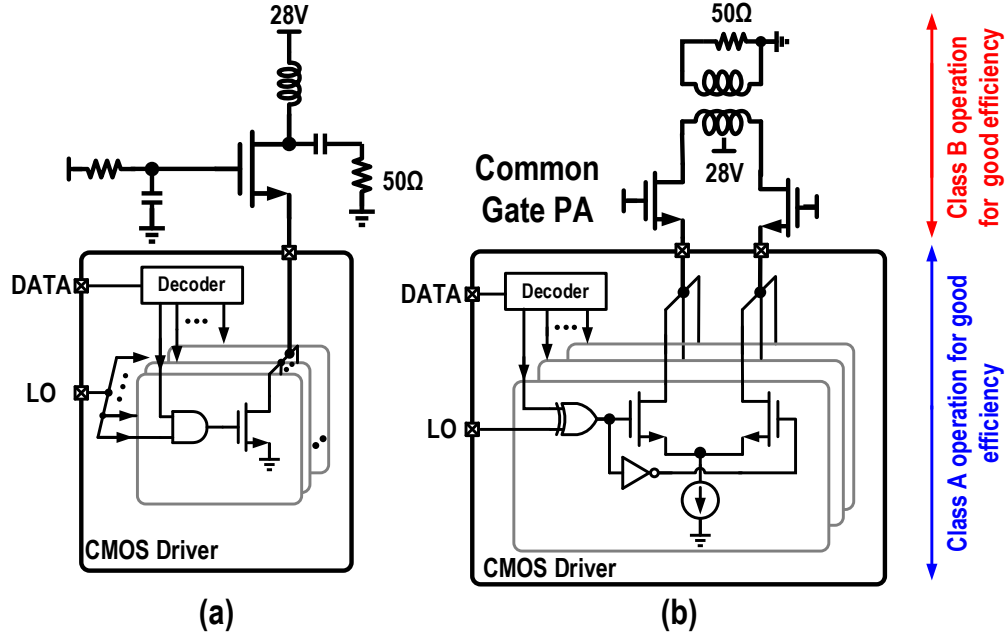 28V
50Ω
DATA
Decoder
LO
CMOS Driver
(a)
50Ω
28V
Common
Gate PA
DATA
Decoder
LO
CMOS Driver
(b)
Class B operation
for good efficiency
Class A operation for good
efficiency